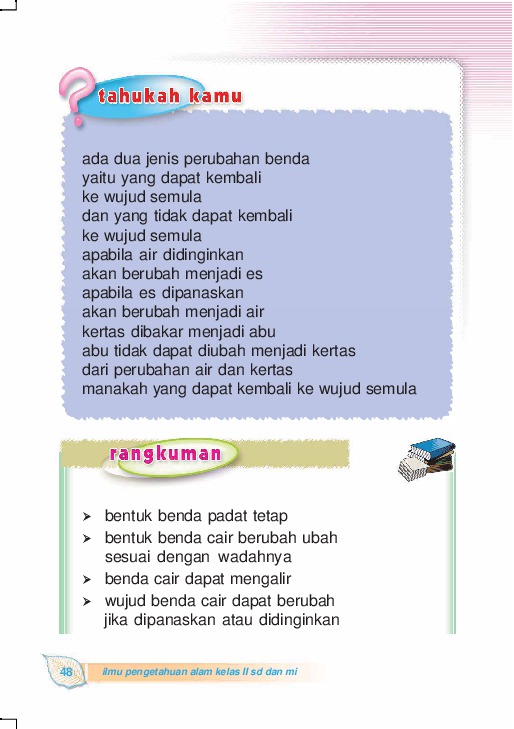 tahukah kamu
ada dua jenis perubahan benda
yaitu yang dapat kembali
ke wujud semula
dan yang tidak dapat kembali
ke wujud semula
apabila air didinginkan
akan berubah menjadi es
apabila es dipanaskan
akan berubah menjadi air
kertas dibakar menjadi abu
abu tidak dapat diubah menjadi kertas
dari perubahan air dan kertas
manakah yang dapat kembali ke wujud semula
rangkuman
➢ bentuk benda padat tetap
➢ bentuk benda cair berubah ubah
sesuai dengan wadahnya
➢ benda cair dapat mengalir
➢ wujud benda cair dapat berubah
jika dipanaskan atau didinginkan
48 ilmu pengetahuan alam kelas II sd dan mi